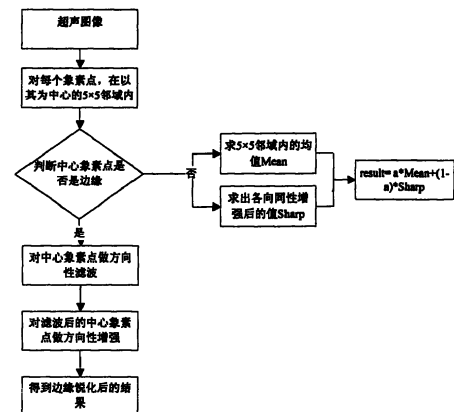 超声图像
对每个象素点，在以
其为中心的5×5邻域内
判断中心象素点是
否是边缘
否
求5×5邻域内的均
值Mean
求出各向同性增
强后的值Sharp
result= a*Mean+(1-
a)*Sharp
是
对中心象素点做方向
性滤波
对滤波后的中心象素
点做方向性增强
得到边缘锐化后的结
果